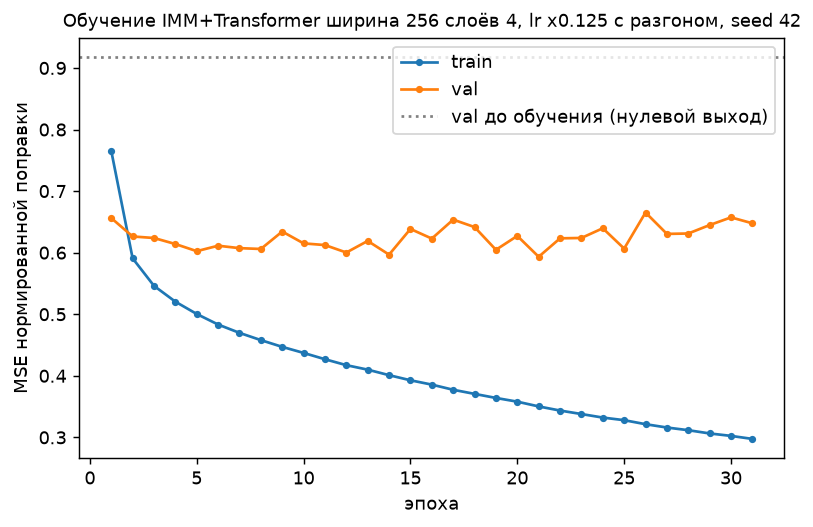 Обучение IMM+Transformer ширина 256 слоёв 4, lr x0.125 с разгоном, seed 42
train
val
val до обучения (нулевой выход)
MSE нормированной поправки
0.9
0.8
0.7
0.6
0.5
0.4
0.3
0
5
10
15
20
25
30
эпоха